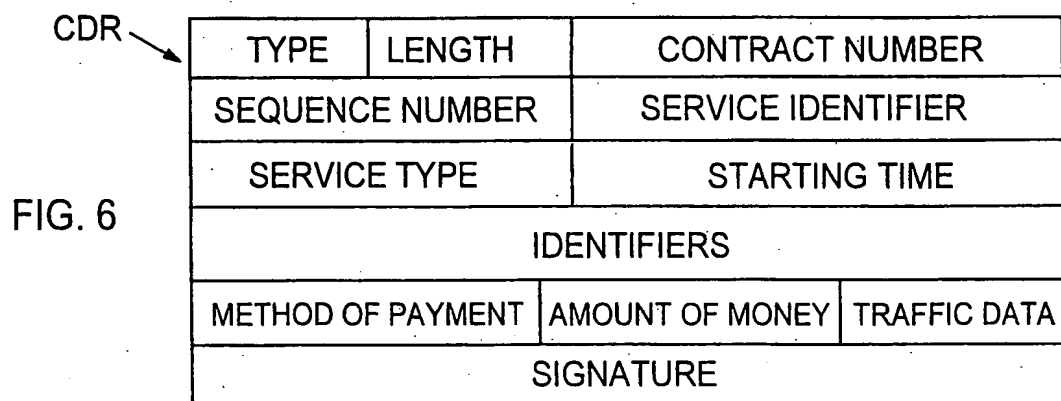 CDR
TYPE LENGTH CONTRACT NUMBER
SEQUENCE NUMBER SERVICE IDENTIFIER
SERVICE TYPE STARTING TIME
FIG. 6
IDENTIFIERS
METHOD OF PAYMENT AMOUNT OF MONEY TRAFFIC DATA
SIGNATURE